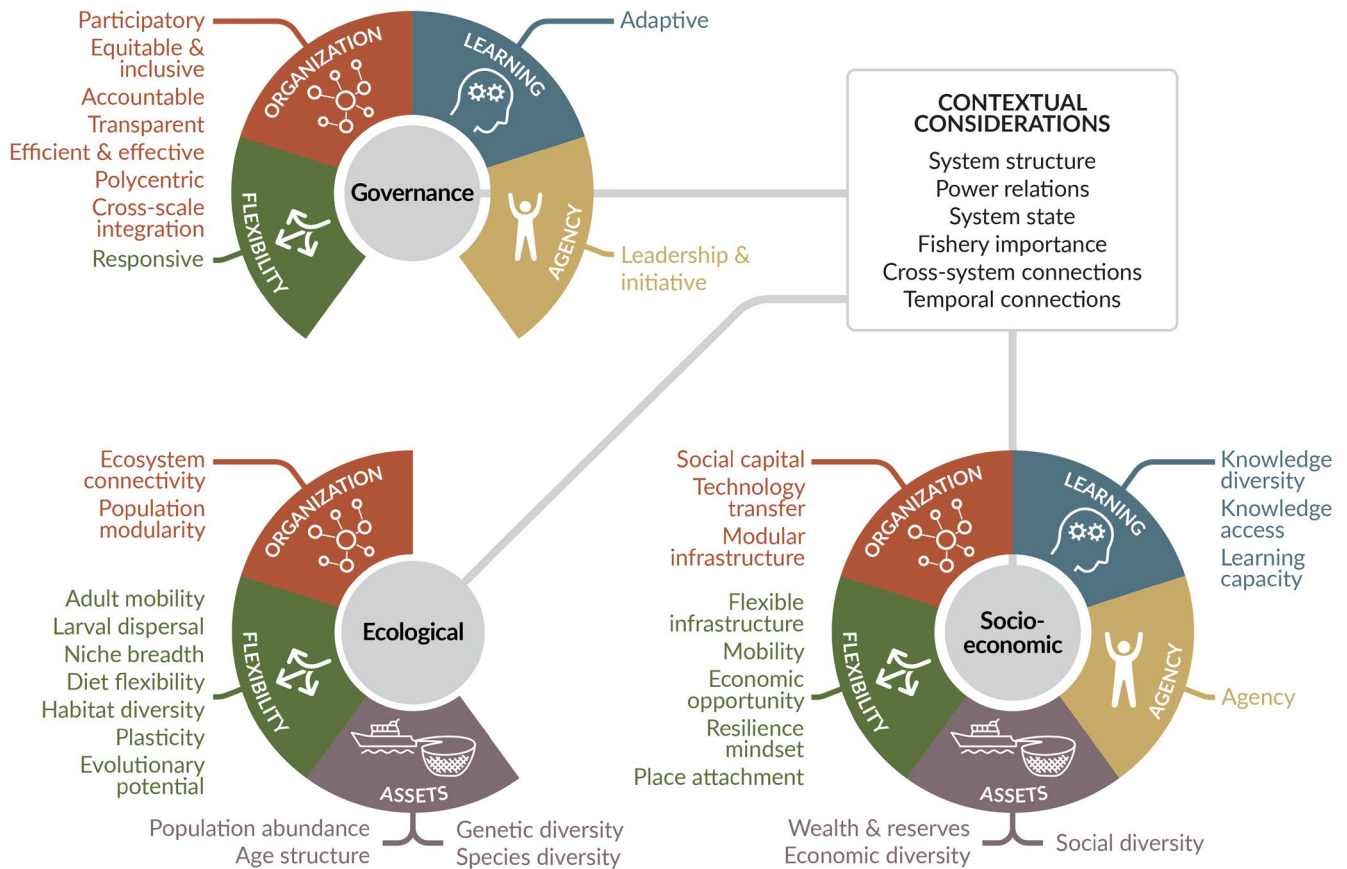 Participatory
Equitable &
inclusive
Accountable
Transparent
Efficient & effective
Polycentric
Cross-scale
integration
Responsive
ORGANIZATION
LEARNING
FLEXIBILITY
AGENCY
Governance
Adaptive
Leadership &
initiative
CONTEXTUAL
CONSIDERATIONS
System structure
Power relations
System state
Fishery importance
Cross-system connections
Temporal connections
Ecosystem
connectivity
Population
modularity
Adult mobility
Larval dispersal
Niche breadth
Diet flexibility
Habitat diversity
Plasticity
Evolutionary
potential
ORGANIZATION
FLEXIBILITY
ASSETS
Ecological
Population abundance
Age structure
Genetic diversity
Species diversity
Social capital
Technology
transfer
Modular
infrastructure
Flexible
infrastructure
Mobility
Economic
opportunity
Resilience
mindset
Place attachment
ORGANIZATION
LEARNING
FLEXIBILITY
AGENCY
ASSETS
Socio-
economic
Knowledge
diversity
Knowledge
access
Learning
capacity
Agency
Wealth & reserves
Economic diversity
Social diversity